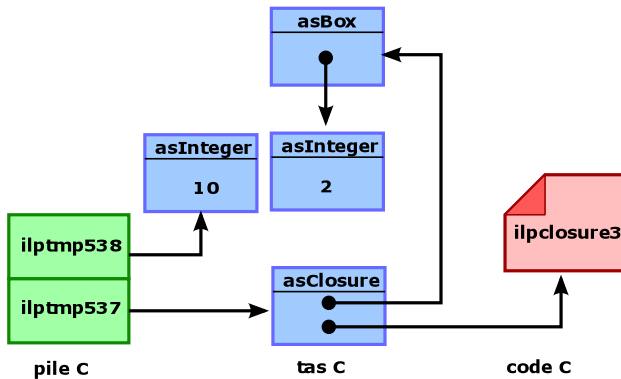 asBox
asInteger
10
asInteger
2
ilptmp538
ilptmp537
asClosure
ilpclosure3
pile C
tas C
code C